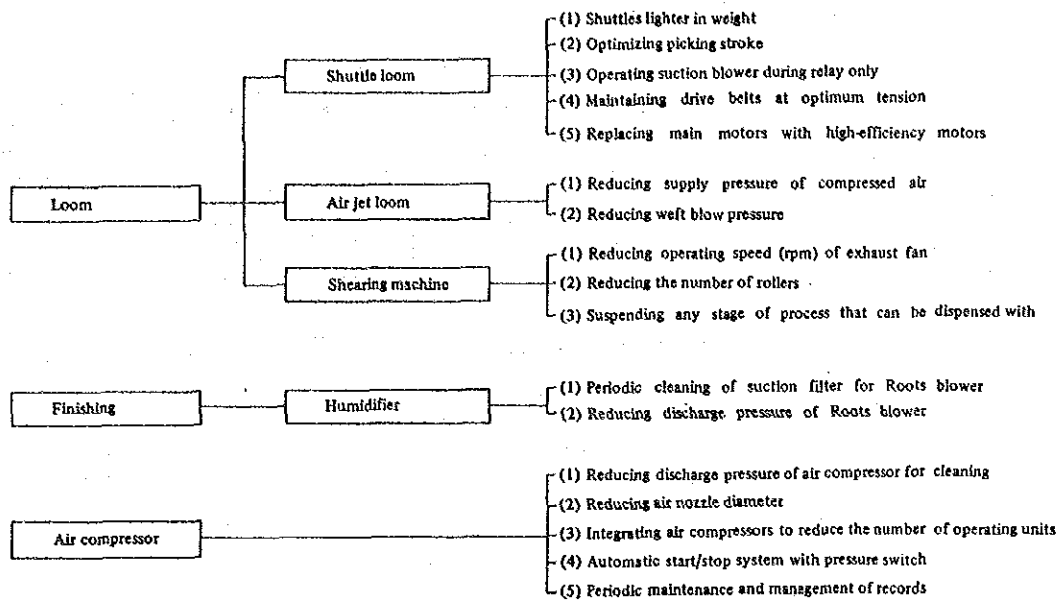 Loom
Shuttle loom
(1) Shuttles lighter in weight
(2) Optimizing picking stroke
(3) Operating suction blower during relay only
(4) Maintaining drive belts at optimum tension
(5) Replacing main motors with high-efficiency motors
Air jet loom
(1) Reducing supply pressure of compressed air
(2) Reducing weft blow pressure
Shearing machine
(1) Reducing operating speed (rpm) of exhaust fan
(2) Reducing the number of rollers
(3) Suspending any stage of process that can be dispensed with
Finishing
Humidifier
(1) Periodic cleaning of suction filter for Roots blower
(2) Reducing discharge pressure of Roots blower
Air compressor
(1) Reducing discharge pressure of air compressor for cleaning
(2) Reducing air nozzle diameter
(3) Integrating air compressors to reduce the number of operating units
(4) Automatic start/stop system with pressure switch
(5) Periodic maintenance and management of records